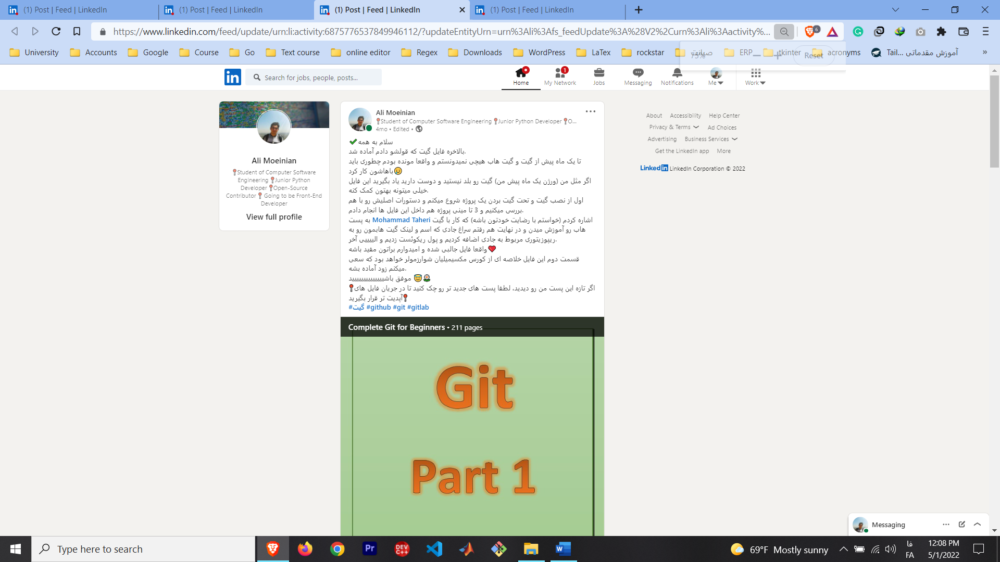 (1) Post | Feed | LinkedIn
(1) Post | Feed | LinkedIn
(1) Post | Feed | LinkedIn
(1) Post | Feed | LinkedIn
https://www.linkedin.com/feed/update/urn:li:activity:6875776537849946112/?updateEntityUrn=urn%3Ali%3Afs_feedUpdate%3A%28V2%2Curn%3Ali%3Aactivity%...
6
University Accounts Google Course Go Text course online editor Regex Downloads WordPress LaTex rockstar صیانت ERP tkinter acronyms Tail... آموزش مقدماتی »
75% Reset
in Search for jobs, people, posts...
Home
1
My Network
Jobs
Messaging
Notifications
Me
Work
Ali Moeinian
Student of Computer Software
Engineering Junior Python
Developer Open-Source
Contributor Going to be Front-End
Developer
View full profile
Ali Moeinian
Student of Computer Software Engineering Junior Python Developer O...
4mo • Edited •
✔سلام به همه
بالاخره فایل گیت که قولشو دادم آماده شد.
تا یک ماه پیش از گیت و گیت هاب هیچی نمیدونستم و واقعا مونده بودم چطوری باید
باهاشون کار کرد😥
اگر مثل من (ورژن یک ماه پیش من) گیت رو بلد نیستید و دوست دارید یاد بگیرید این فایل
خیلی میتونه بهتون کمک کنه.
اول از نصب گیت و تحت گیت بردن یک پروژه شروع میکنم و دستورات اصلیش رو با هم
بررسی میکنیم و 3 تا مینی پروژه هم داخل این فایل ها انجام دادم.
به پست Mohammad Taheri اشاره کردم (خواستم با رضایت خودتون باشه) که کار با گیت
هاب رو آموزش میدن و در نهایت هم رفتم سراغ جادی که اسم و لینک گیت هابمون رو به
ریپوزیتوری مربوط به جادی اضافه کردیم و پول ریکوئست زدیم و الییییی آخر.
واقعا فایل جالبی شده و امیدوارم براتون مفید باشه❤
قسمت دوم این فایل خلاصه ای از کورس مکسیمیلیان شوارزمولر خواهد بود که سعی
میکنم زود آماده بشه.
موفق باشییییییییییییییید 😇
📍اگر تازه این پست من رو دیدید، لطفا پست های جدید تر رو چک کنید تا در جریان فایل های
آپدیت تر قرار بگیرید📍
#گیت #github #git #gitlab
Complete Git for Beginners • 211 pages
Git
Part 1
About Accessibility Help Center
Privacy & Terms Ad Choices
Advertising Business Services
Get the LinkedIn app More
LinkedIn LinkedIn Corporation © 2022
Messaging
Type here to search
Pr
DEV
C++
W
69°F Mostly sunny
فا
FA
12:08 PM
5/1/2022